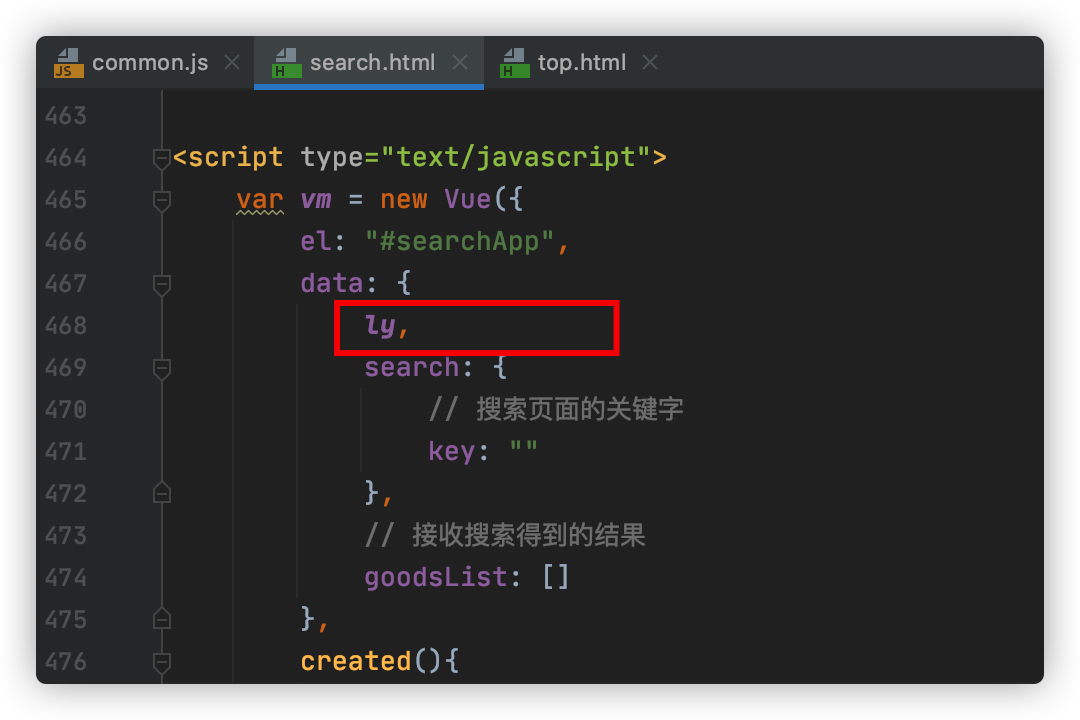 common.js search.html top.html
463
464 <script type="text/javascript">
465 var vm = new Vue({
466 el: "#searchApp",
467 data: {
468 ly,
469 search: {
470 // 搜索页面的关键字
471 key: ""
472 },
473 // 接收搜索得到的结果
474 goodsList: []
475 },
476 created(){